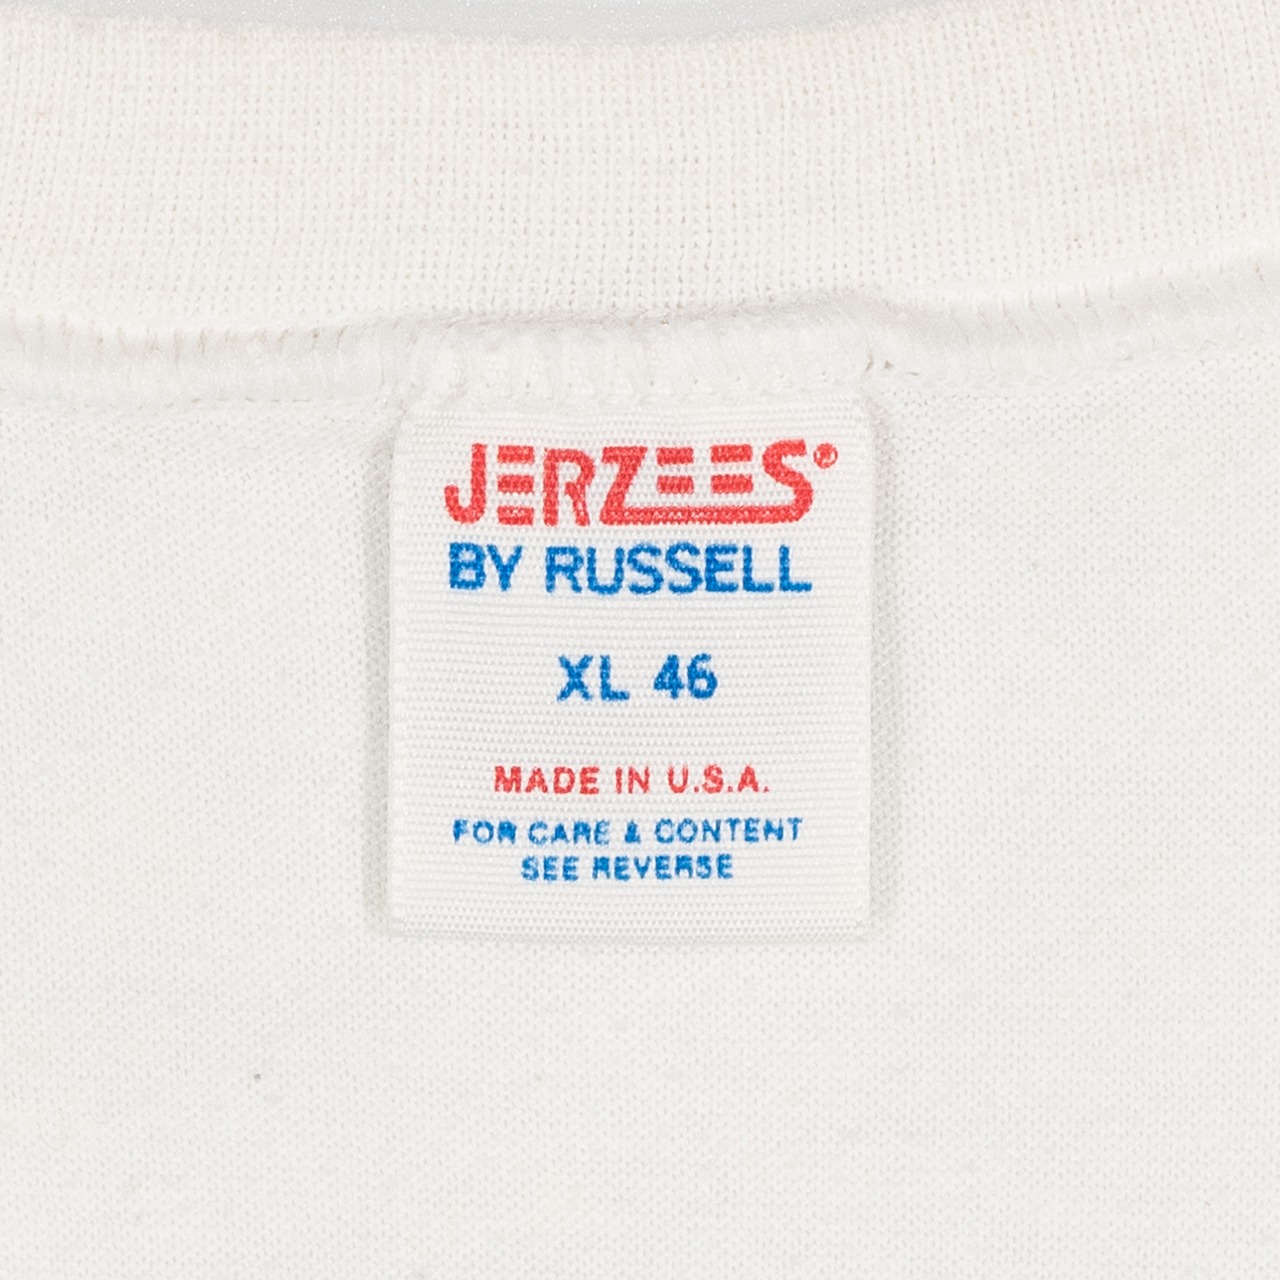 JERZEES®
BY RUSSELL
XL 46
MADE IN U.S.A.
FOR CARE & CONTENT
SEE REVERSE